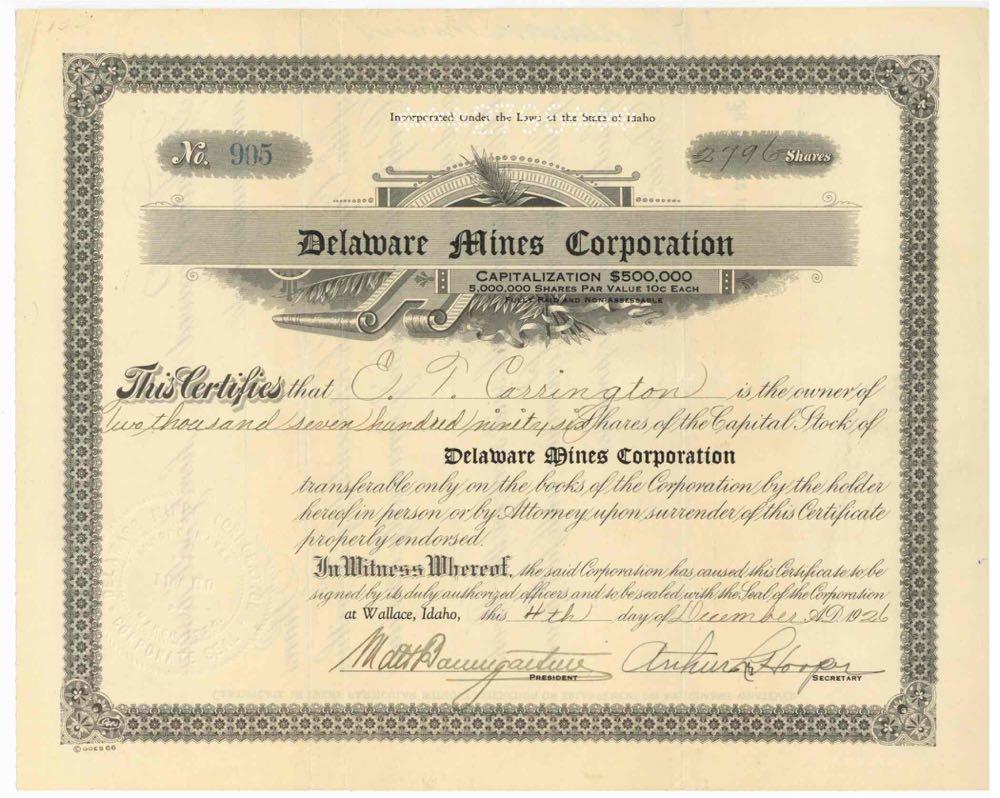 Incorporated Under the Laws of the State of Idaho
No. 905
2796 Shares
Delaware Mines Corporation
CAPITALIZATION $500,000
5,000,000 SHARES PAR VALUE 10C EACH
FULLY PAID AND NON-ASSESSABLE
This Certifies that E. T. Carrington is the owner of
Two thousand seven hundred ninety six Shares of the Capital Stock of
Delaware Mines Corporation
transferable only on the books of the Corporation by the holder
hereof in person or by Attorney upon surrender of this Certificate
properly endorsed.
In Witness Whereof, the said Corporation has caused this Certificate to be
signed by its duly authorized officers and to be sealed with the Seal of the Corporation
at Wallace, Idaho, this 4th day of December A.D. 1926
Matt Baumgartner Arthur Hooper
PRESIDENT SECRETARY
© GOES 66